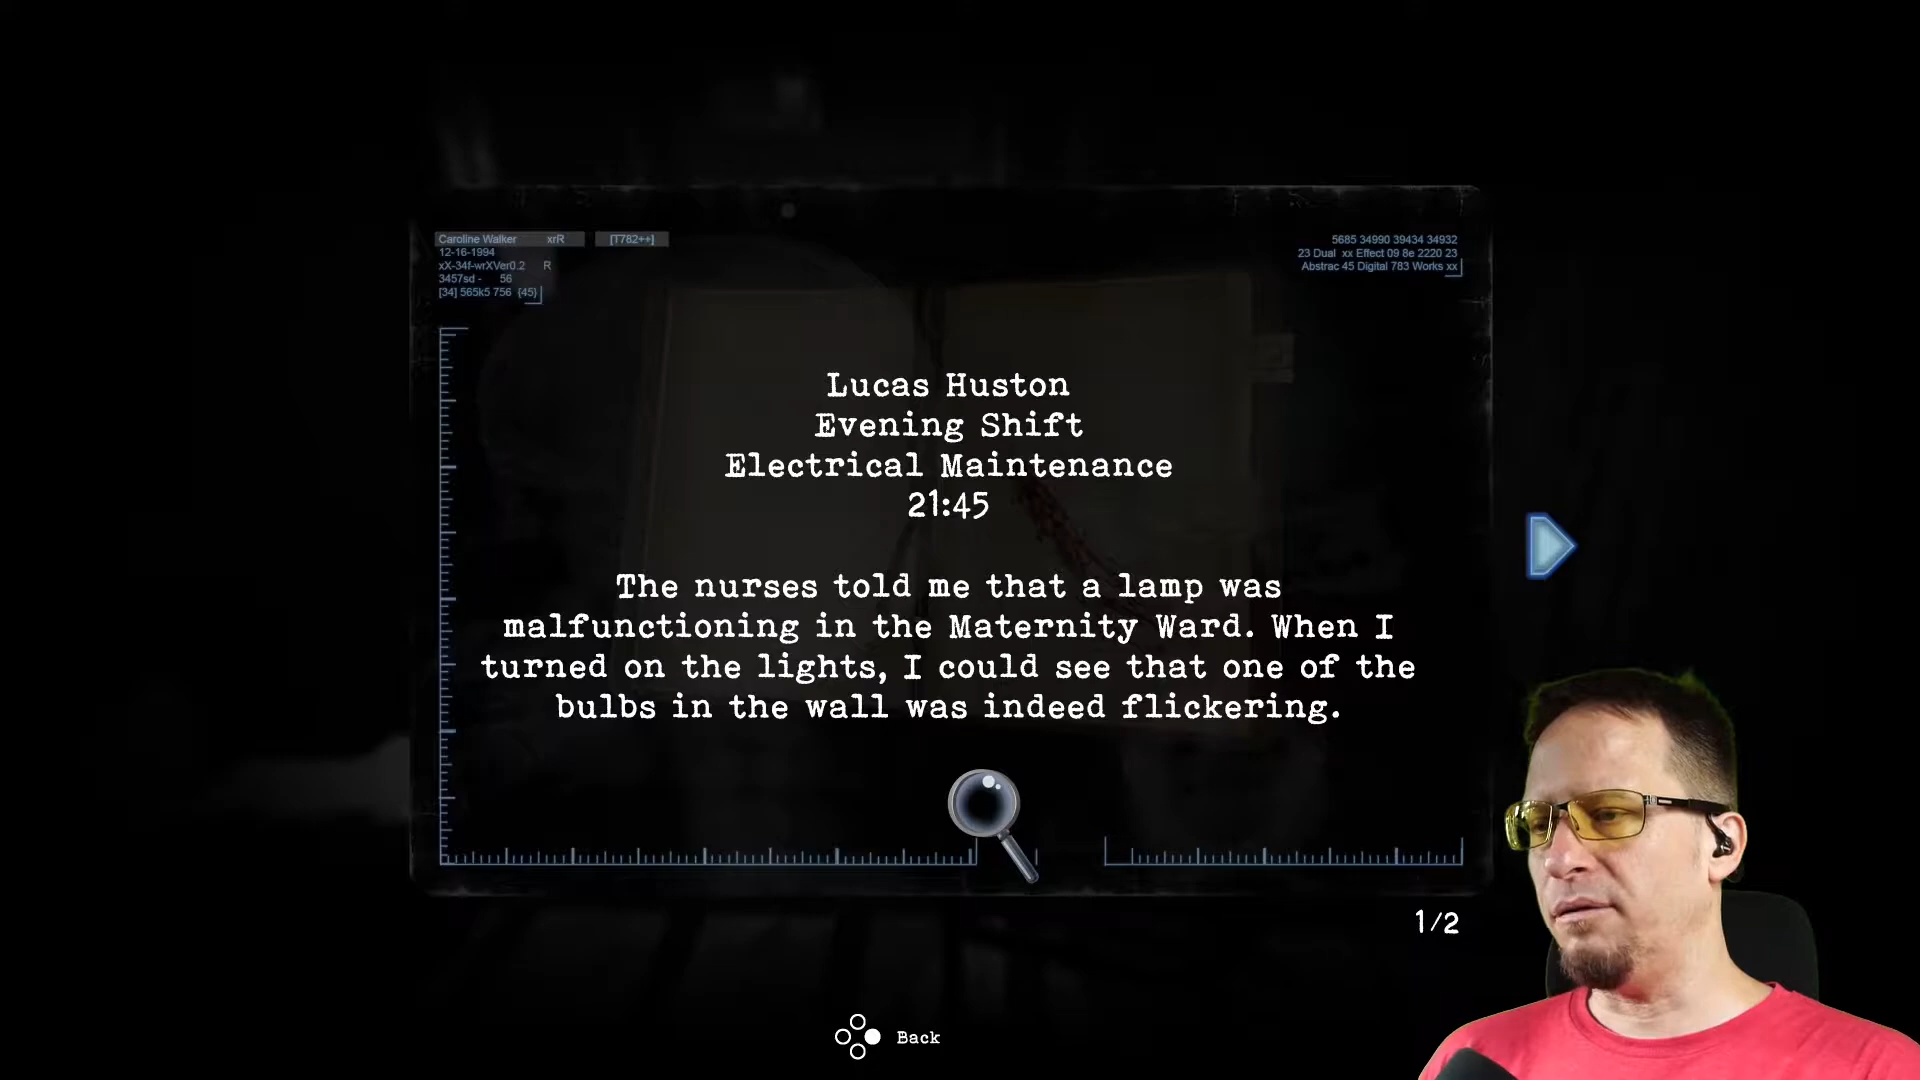 Caroline Walker xrR [T782++]
12-16-1994
xX-34f-wrXVer0.2 R
3457sd - 56
[34] 565k5 756 {45}
5685 34990 39434 34932
23 Dual xx Effect 09 8e 2220 23
Abstrac 45 Digital 783 Works xx
Lucas Huston
Evening Shift
Electrical Maintenance
21:45
The nurses told me that a lamp was
malfunctioning in the Maternity Ward. When I
turned on the lights, I could see that one of the
bulbs in the wall was indeed flickering.
1/2
Back